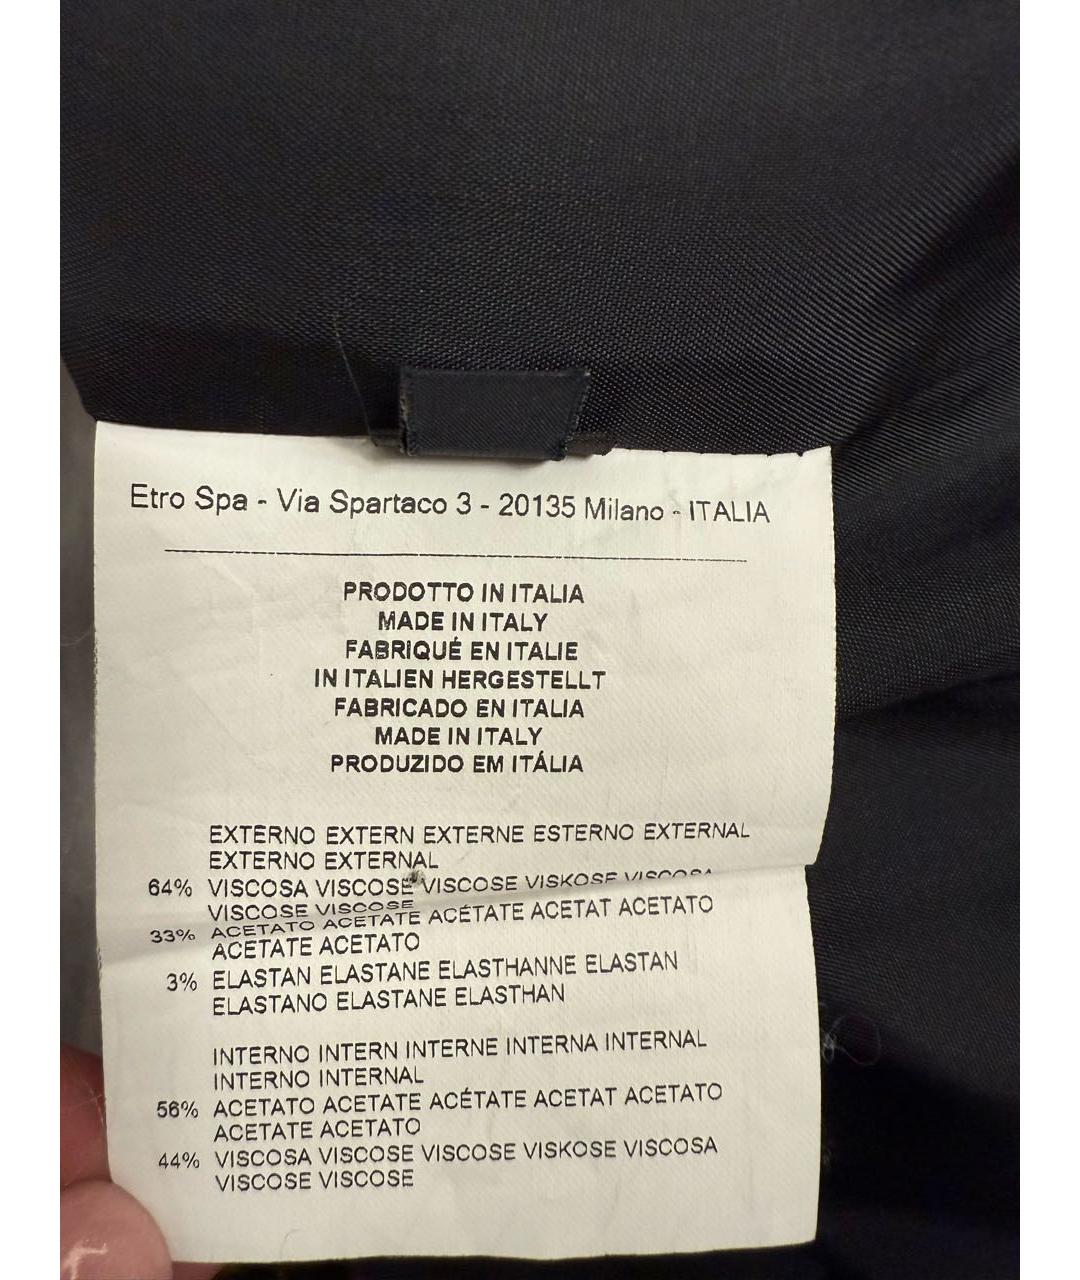 Etro Spa - Via Spartaco 3 - 20135 Milano - ITALIA
PRODOTTO IN ITALIA
MADE IN ITALY
FABRIQUÉ EN ITALIE
IN ITALIEN HERGESTELLT
FABRICADO EN ITALIA
MADE IN ITALY
PRODUZIDO EM ITÁLIA
EXTERNO EXTERN EXTERNE ESTERNO EXTERNAL
EXTERNO EXTERNAL
64% VISCOSA VISCOSE VISCOSE VISKOSE VISCOSA
VISCOSE VISCOSE
33% ACETATO ACETATE ACÉTATE ACETAT ACETATO
ACETATE ACETATO
3% ELASTAN ELASTANE ELASTHANNE ELASTAN
ELASTANO ELASTANE ELASTHAN
INTERNO INTERN INTERNE INTERNA INTERNAL
INTERNO INTERNAL
56% ACETATO ACETATE ACÉTATE ACETAT ACETATO
ACETATE ACETATO
44% VISCOSA VISCOSE VISCOSE VISKOSE VISCOSA
VISCOSE VISCOSE